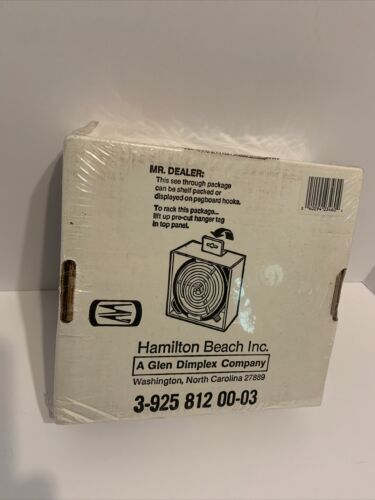 MR. DEALER:
This see through package
can be shelf packed or
displayed on pegboard hooks.
To rack this package...
lift up pre-cut hanger tag
in top panel.
Hamilton Beach Inc.
A Glen Dimplex Company
Washington, North Carolina 27889
3-925 812 00-03